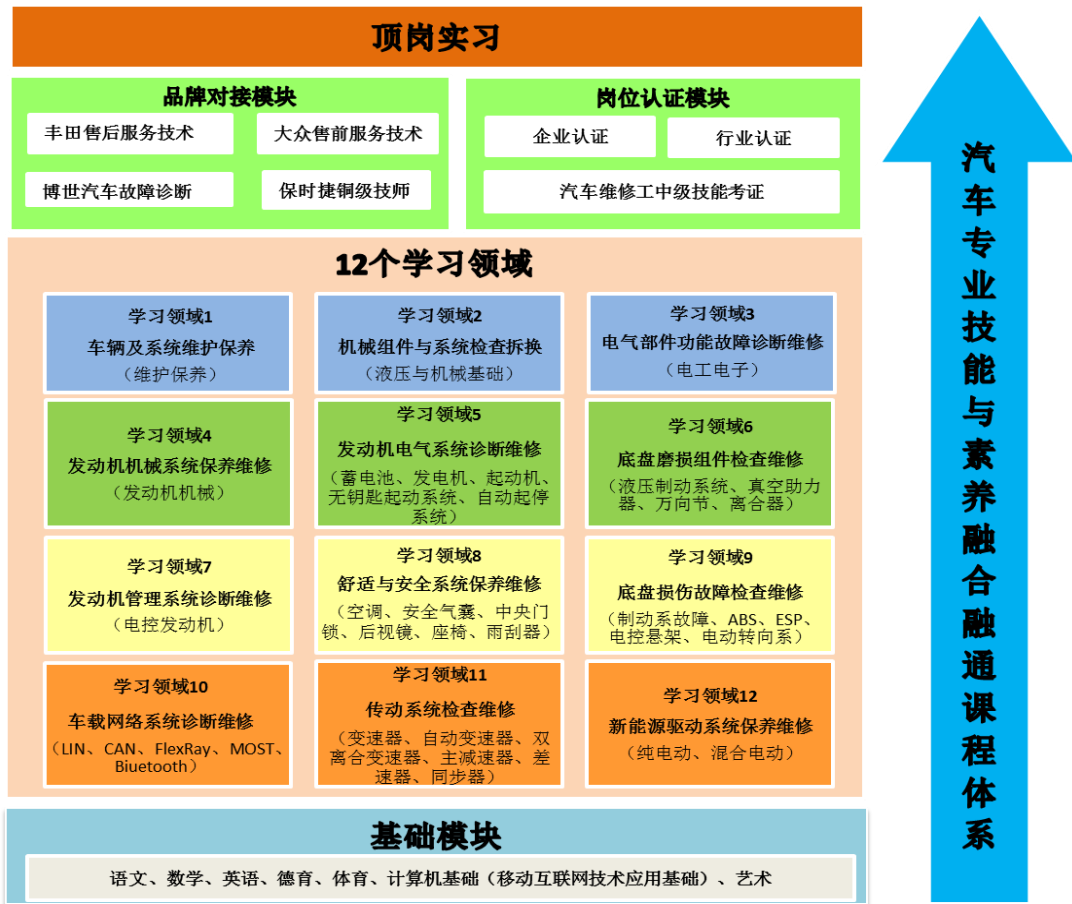 顶岗实习
品牌对接模块
丰田售后服务技术
大众售前服务技术
博世汽车故障诊断
保时捷铜级技师
岗位认证模块
企业认证
行业认证
汽车维修工中级技能考证
12个学习领域
学习领域1
车辆及系统维护保养
（维护保养）
学习领域2
机械组件与系统检查拆换
（液压与机械基础）
学习领域3
电气部件功能故障诊断维修
（电工电子）
学习领域4
发动机机械系统保养维修
（发动机机械）
学习领域5
发动机电气系统诊断维修
（蓄电池、发电机、起动机、
无钥匙起动系统、自动起停
系统）
学习领域6
底盘磨损组件检查维修
（液压制动系统、真空助力
器、万向节、离合器）
学习领域7
发动机管理系统诊断维修
（电控发动机）
学习领域8
舒适与安全系统保养维修
（空调、安全气囊、中央门
锁、后视镜、座椅、雨刮器）
学习领域9
底盘损伤故障检查维修
（制动系故障、ABS、ESP、
电控悬架、电动转向系）
学习领域10
车载网络系统诊断维修
（LIN、CAN、FlexRay、MOST、
Biuetooth）
学习领域11
传动系统检查维修
（变速器、自动变速器、双
离合变速器、主减速器、差
速器、同步器）
学习领域12
新能源驱动系统保养维修
（纯电动、混合电动）
基础模块
语文、数学、英语、德育、体育、计算机基础（移动互联网技术应用基础）、艺术
汽车专业技能与素养融合融通课程体系